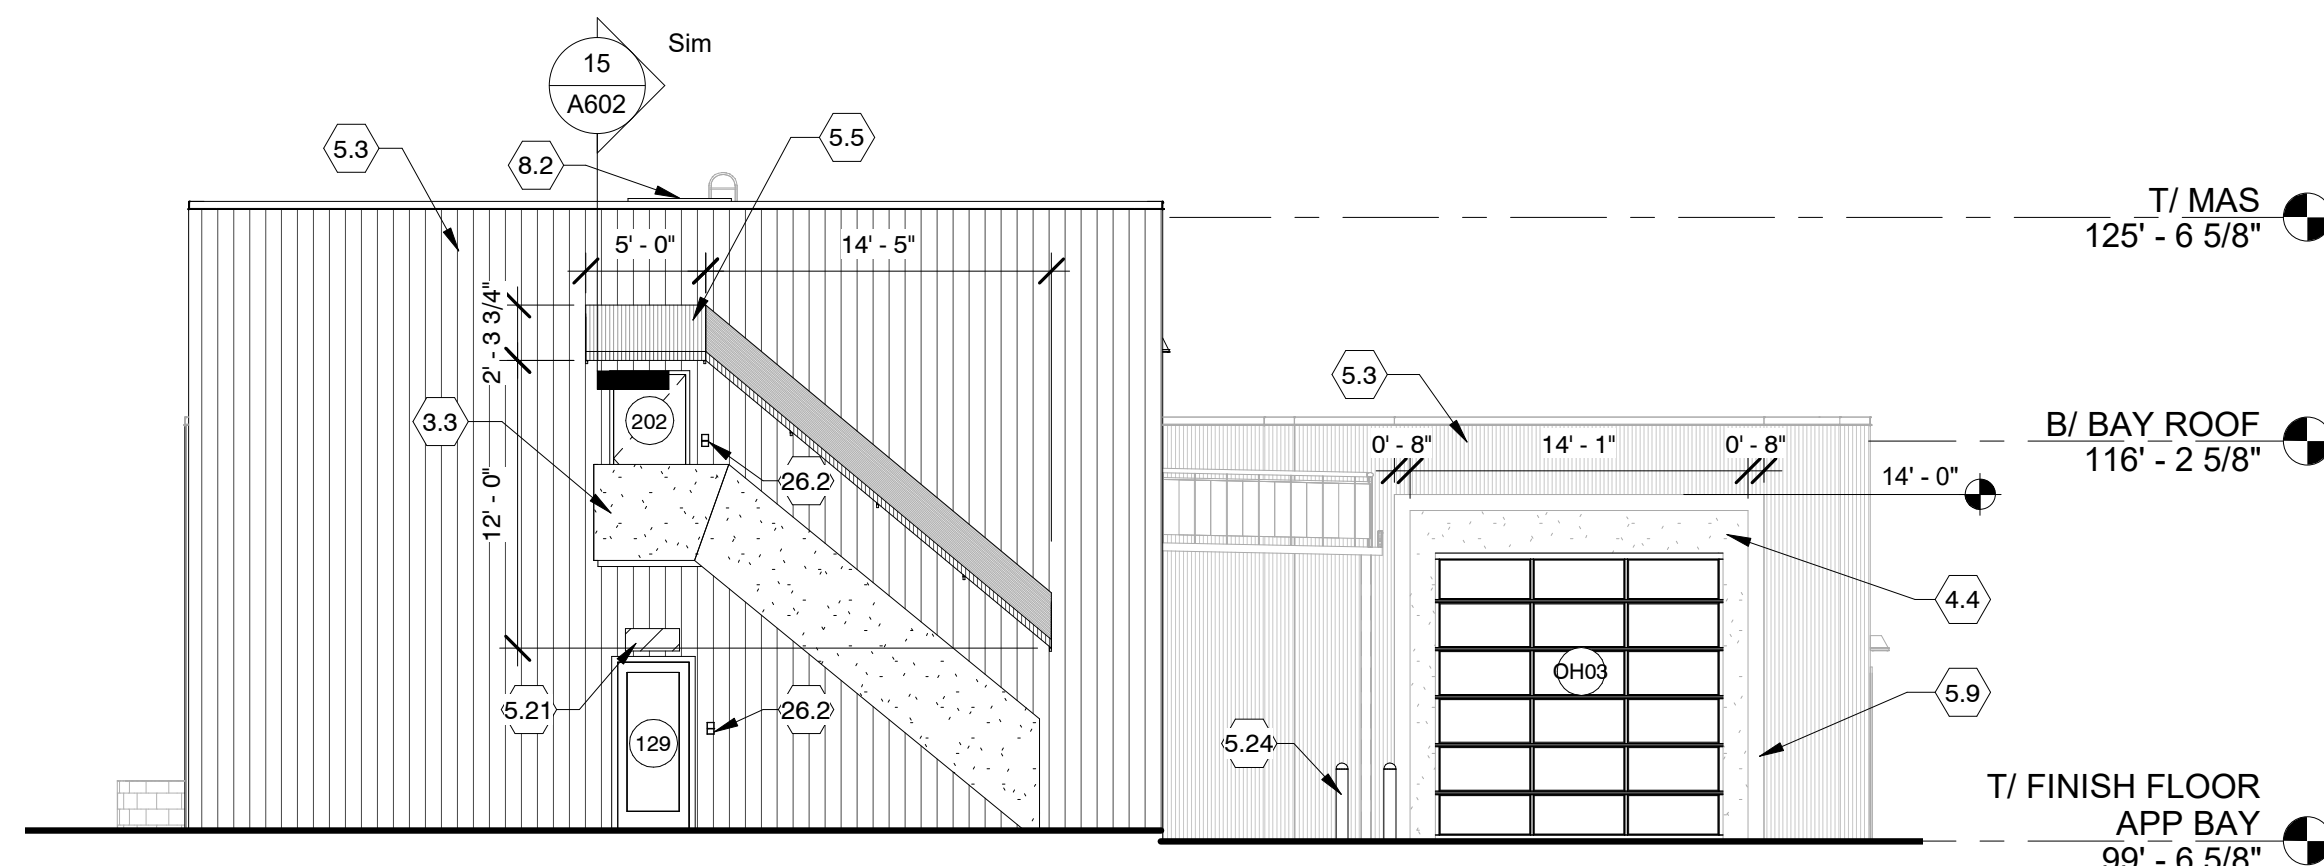 15
A602
Sim
5.3
8.2
5.5
T/ MAS
125' - 6 5/8"
5' - 0"
14' - 5"
2' - 3 3/4"
5.3
3.3
202
B/ BAY ROOF
116' - 2 5/8"
0' - 8"
14' - 1"
0' - 8"
14' - 0"
26.2
12' - 0"
4.4
OH03
5.9
5.21
26.2
129
5.24
T/ FINISH FLOOR
APP BAY
99' - 6 5/8"